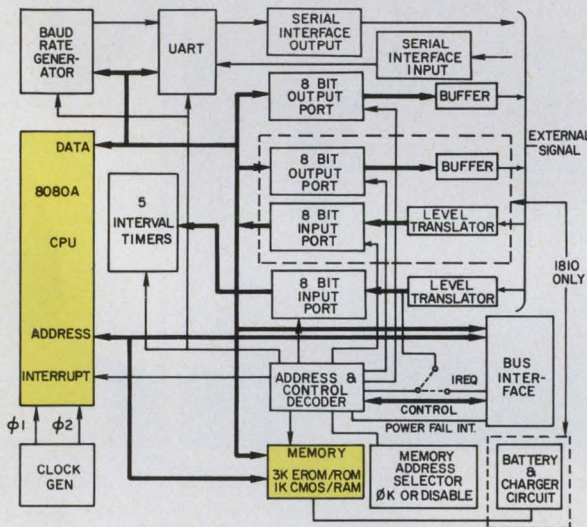 BAUD
RATE
GENER-
ATOR
UART
SERIAL
INTERFACE
OUTPUT
SERIAL
INTERFACE
INPUT
8 BIT
OUTPUT
PORT
BUFFER
EXTERNAL
SIGNAL
DATA
8080A
CPU
ADDRESS
INTERRUPT
5
INTERVAL
TIMERS
8 BIT
OUTPUT
PORT
BUFFER
8 BIT
INPUT
PORT
LEVEL
TRANSLATOR
8 BIT
INPUT
PORT
LEVEL
TRANSLATOR
1810
ONLY
ADDRESS &
CONTROL
DECODER
IREQ
CONTROL
POWER FAIL INT.
BUS
INTER-
FACE
ϕ1 ϕ2
CLOCK
GEN
MEMORY
3K EROM/ROM
1K CMOS/RAM
MEMORY
ADDRESS
SELECTOR
ØK OR DISABLE
BATTERY
&
CHARGER
CIRCUIT